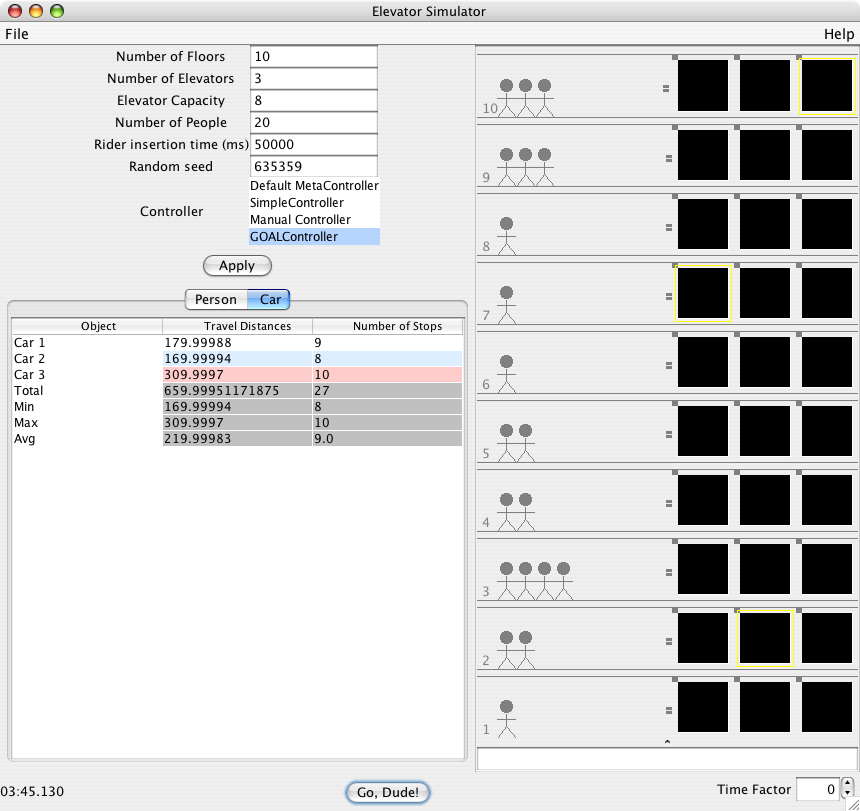 Elevator Simulator
File Help
Number of Floors 10
Number of Elevators 3
Elevator Capacity 8
Number of People 20
Rider insertion time (ms) 50000
Random seed 635359
Controller
Default MetaController
SimpleController
Manual Controller
GOALController
Apply
Person Car
Object Travel Distances Number of Stops
Car 1 179.99988 9
Car 2 169.99994 8
Car 3 309.9997 10
Total 659.99951171875 27
Min 169.99994 8
Max 309.9997 10
Avg 219.99983 9.0
10
9
8
7
6
5
4
3
2
1
03:45.130
Go, Dude!
Time Factor 0